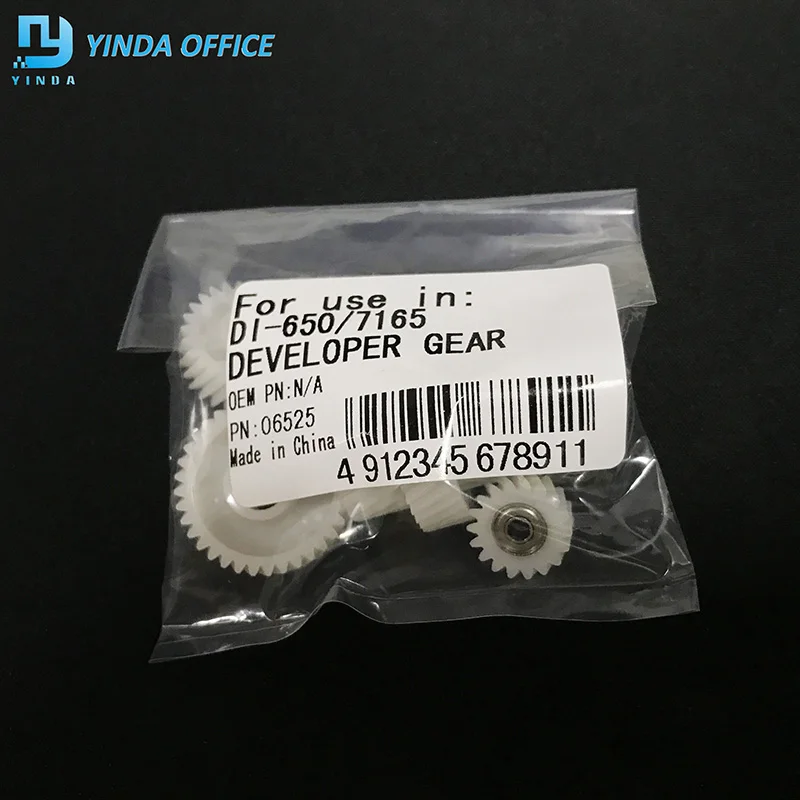 YINDA OFFICE
YINDA
For use in:
DI-650/7165
DEVELOPER GEAR
OEM PN:N/A
PN:06525
Made in China
4 912345 678911